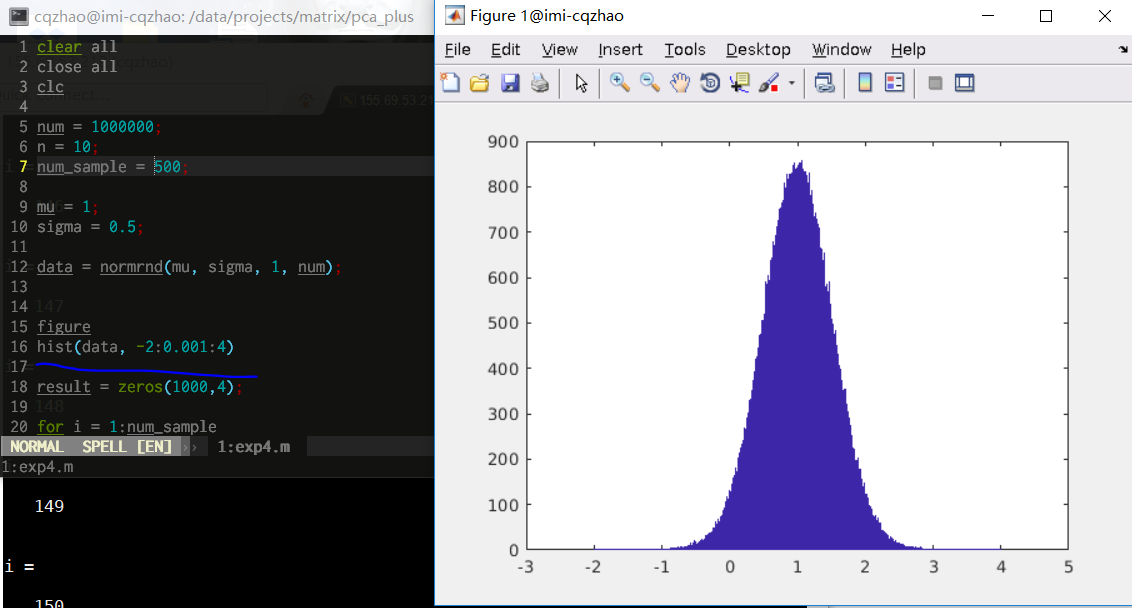 cqzhao@imi-cqzhao: /data/projects/matrix/pca_plus
1 clear all
2 close all
3 clc
4
5 num = 1000000;
6 n = 10;
7 num_sample = 500;
8
9 mu = 1;
10 sigma = 0.5;
11
12 data = normrnd(mu, sigma, 1, num);
13
14
15 figure
16 hist(data, -2:0.001:4)
17
18 result = zeros(1000,4);
19
20 for i = 1:num_sample
NORMAL SPELL [EN] 1:exp4.m
1:exp4.m
149
i =
150
Figure 1@imi-cqzhao
File Edit View Insert Tools Desktop Window Help
900
800
700
600
500
400
300
200
100
0
-3 -2 -1 0 1 2 3 4 5